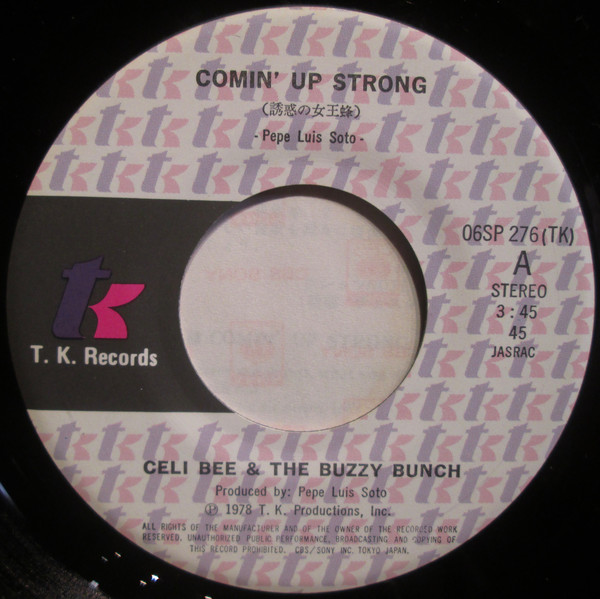 COMIN' UP STRONG
(誘惑の女王蜂)
- Pepe Luis Soto -
06SP 276(TK)
A
STEREO
3:45
45
JASRAC
tk
T. K. Records
CELI BEE & THE BUZZY BUNCH
Produced by: Pepe Luis Soto
Ⓟ 1978 T. K. Productions, Inc.
ALL RIGHTS OF THE MANUFACTURER AND OF THE OWNER OF THE RECORDED WORK
RESERVED. UNAUTHORIZED PUBLIC PERFORMANCE, BROADCASTING AND COPYING OF
THIS RECORD PROHIBITED. CBS/SONY INC. TOKYO JAPAN.